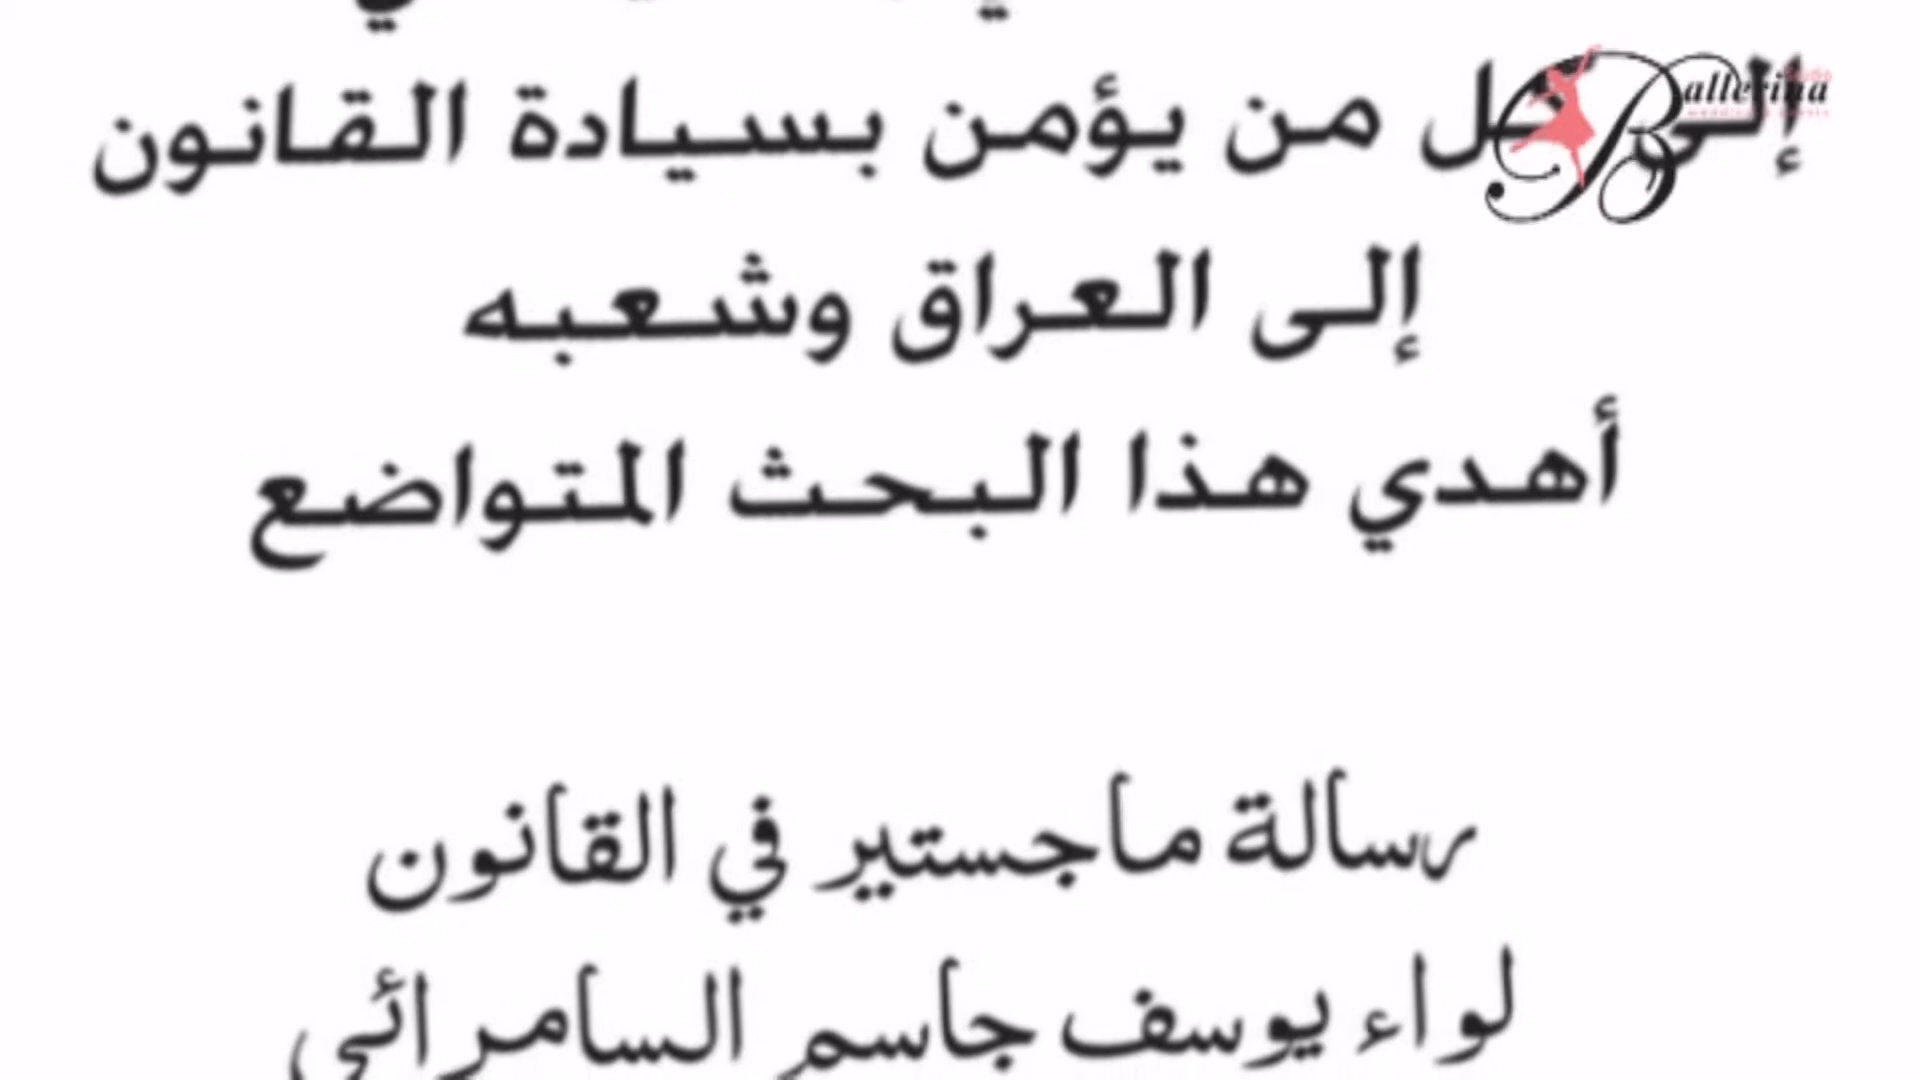 إلى كل من يؤمن بسيادة القانون
إلى العراق وشعبه
أهدي هذا البحث المتواضع
رسالة ماجستير في القانون
لواء يوسف جاسم السامرائي
Ballerina